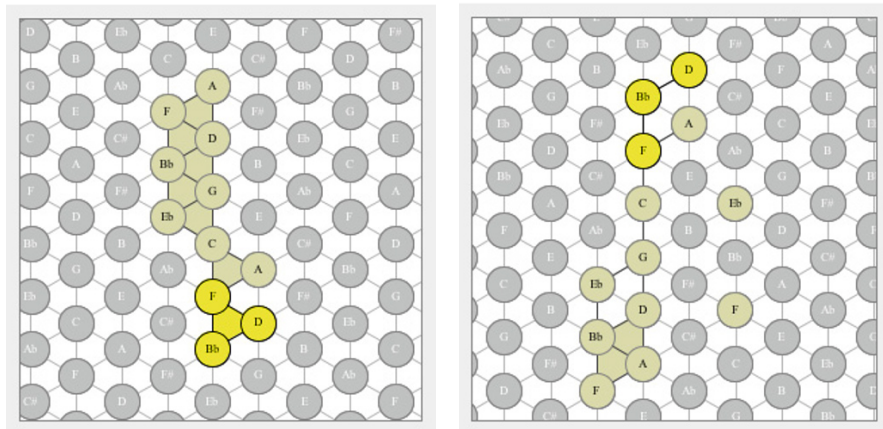 D Eb E F F#
B C C# D
G Ab A Bb B
E F F# G
C C# D Eb E
A Bb B C
F F# G Ab A
D Eb E F
Bb B C C# D
G Ab A Bb
Eb E F F# G
C C# D Eb
Ab A Bb B C
F F# G Ab
C# D Eb E F
C Eb F# A
Ab B D F
G Bb C# E
Eb F# A C
D F Ab B
Bb C# E G
A C Eb F#
F Ab B D
E G Bb C#
C Eb F# A
B D F Ab
G Bb C# E
F# A C Eb
D F Ab B
C# E G Bb